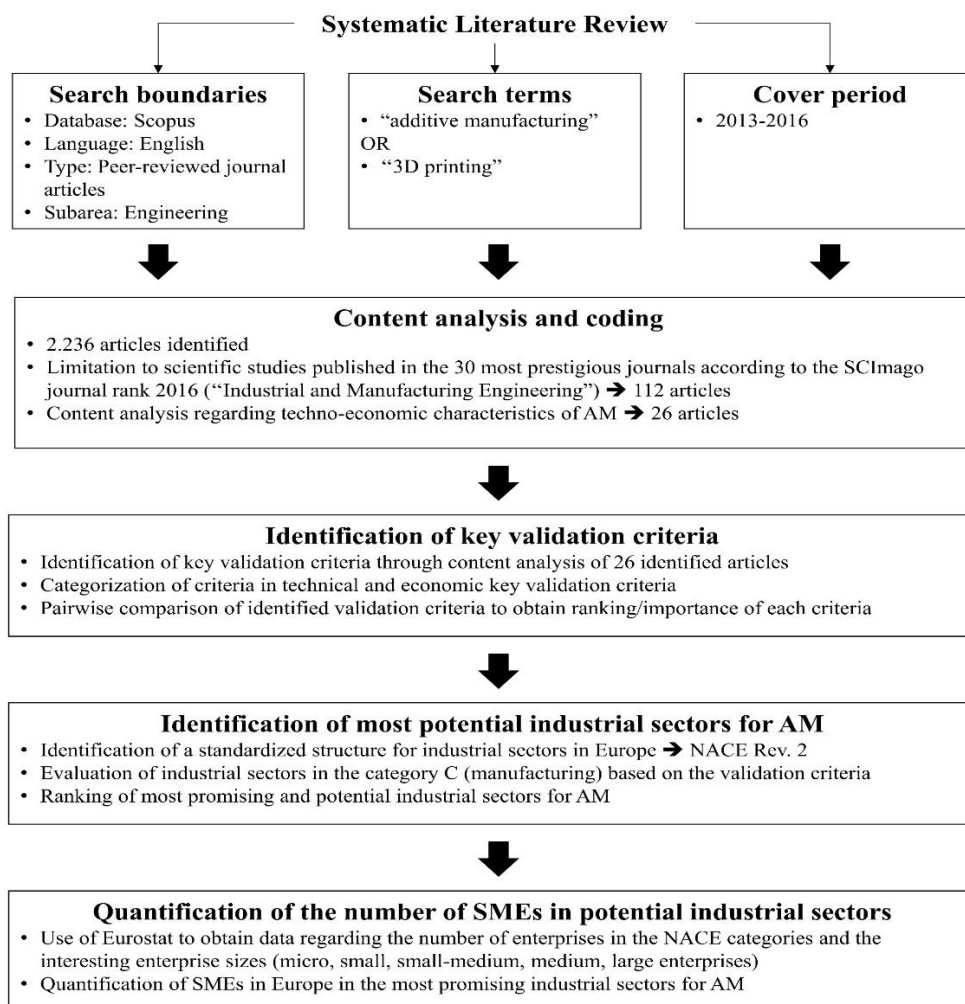 Systematic Literature Review
Search boundaries
• Database: Scopus
• Language: English
• Type: Peer-reviewed journal
articles
• Subarea: Engineering
Search terms
• “additive manufacturing”
OR
• “3D printing”
Cover period
• 2013-2016
Content analysis and coding
• 2.236 articles identified
• Limitation to scientific studies published in the 30 most prestigious journals according to the SCImago
journal rank 2016 (“Industrial and Manufacturing Engineering”) ➔ 112 articles
• Content analysis regarding techno-economic characteristics of AM ➔ 26 articles
Identification of key validation criteria
• Identification of key validation criteria through content analysis of 26 identified articles
• Categorization of criteria in technical and economic key validation criteria
• Pairwise comparison of identified validation criteria to obtain ranking/importance of each criteria
Identification of most potential industrial sectors for AM
• Identification of a standardized structure for industrial sectors in Europe ➔ NACE Rev. 2
• Evaluation of industrial sectors in the category C (manufacturing) based on the validation criteria
• Ranking of most promising and potential industrial sectors for AM
Quantification of the number of SMEs in potential industrial sectors
• Use of Eurostat to obtain data regarding the number of enterprises in the NACE categories and the
interesting enterprise sizes (micro, small, small-medium, medium, large enterprises)
• Quantification of SMEs in Europe in the most promising industrial sectors for AM